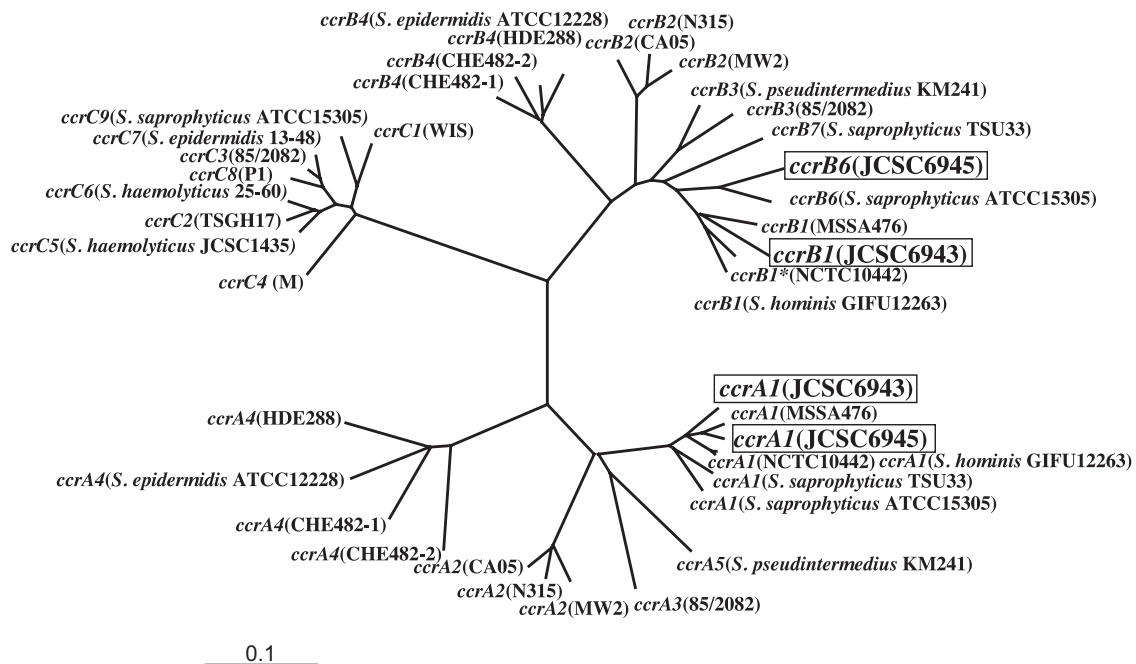 ccrB4(S. epidermidis ATCC12228)
ccrB4(HDE288)
ccrB4(CHE482-2)
ccrB4(CHE482-1)
ccrB2(N315)
ccrB2(CA05)
ccrB2(MW2)
ccrB3(S. pseudintermedius KM241)
ccrB3(85/2082)
ccrB7(S. saprophyticus TSU33)
ccrB6(JCSC6945)
ccrB6(S. saprophyticus ATCC15305)
ccrB1(MSSA476)
ccrB1(JCSC6943)
ccrB1*(NCTC10442)
ccrB1(S. hominis GIFU12263)
ccrC9(S. saprophyticus ATCC15305)
ccrC1(WIS)
ccrC7(S. epidermidis 13-48)
ccrC3(85/2082)
ccrC8(P1)
ccrC6(S. haemolyticus 25-60)
ccrC2(TSGH17)
ccrC5(S. haemolyticus JCSC1435)
ccrC4 (M)
ccrA1(JCSC6943)
ccrA1(MSSA476)
ccrA1(JCSC6945)
ccrA1(NCTC10442) ccrA1(S. hominis GIFU12263)
ccrA1(S. saprophyticus TSU33)
ccrA1(S. saprophyticus ATCC15305)
ccrA4(HDE288)
ccrA4(S. epidermidis ATCC12228)
ccrA4(CHE482-1)
ccrA4(CHE482-2)
ccrA2(CA05)
ccrA2(N315)
ccrA2(MW2)
ccrA3(85/2082)
ccrA5(S. pseudintermedius KM241)
0.1